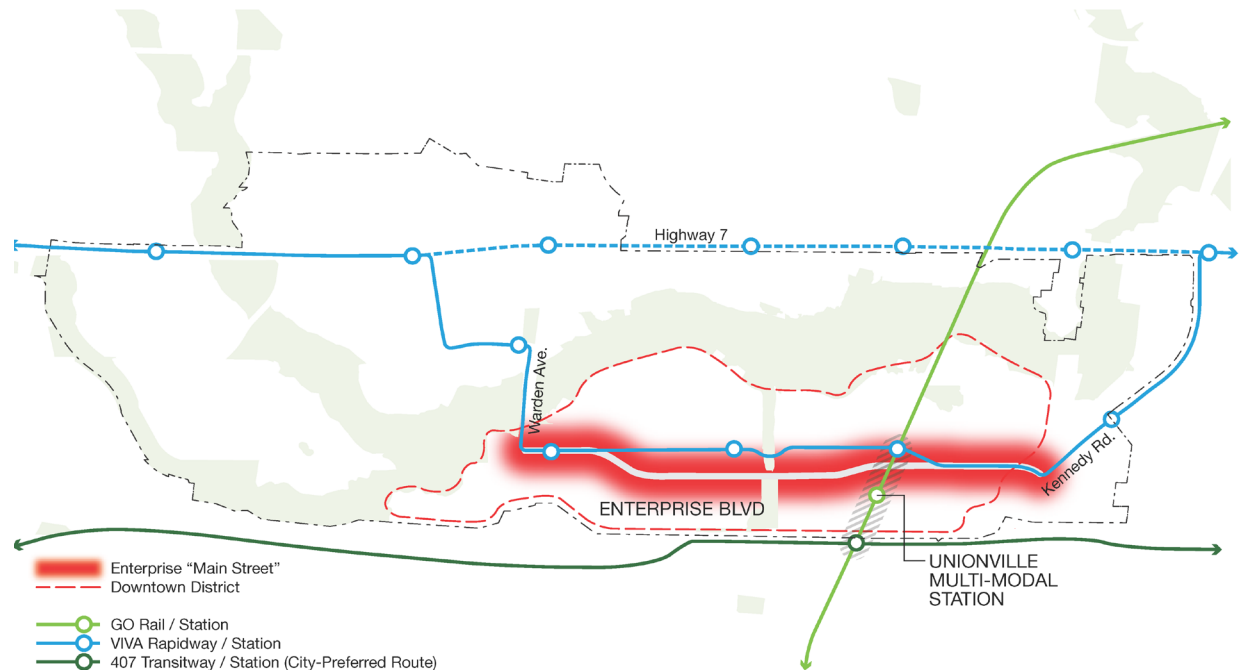 Highway 7
Warden Ave.
Kennedy Rd.
ENTERPRISE BLVD
UNIONVILLE
MULTI-MODAL
STATION
Enterprise “Main Street”
Downtown District
GO Rail / Station
VIVA Rapidway / Station
407 Transitway / Station (City-Preferred Route)